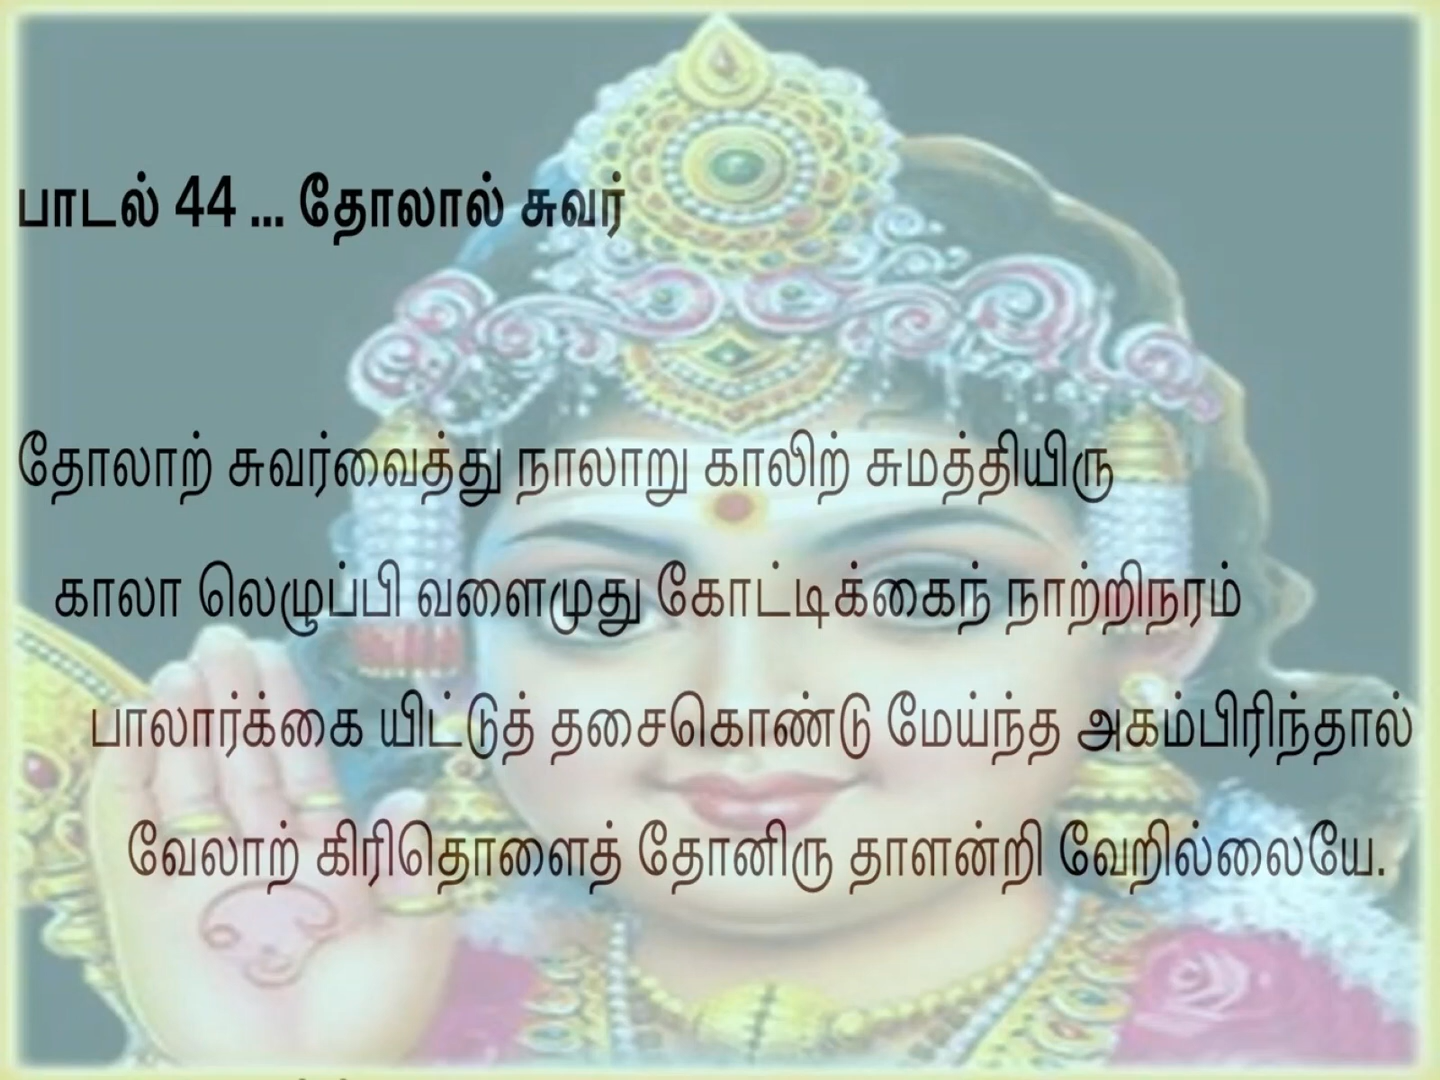 பாடல் 44 ... தோலால் சுவர்
தோலாற் சுவர்வைத்து நாலாறு காலிற் சுமத்தியிரு
காலா லெழுப்பி வளைமுது கோட்டிக்கைந் நாற்றிநரம்
பாலார்க்கை யிட்டுத் தசைகொண்டு மேய்ந்த அகம்பிரிந்தால்
வேலாற் கிரிதொளைத் தோனிரு தாளன்றி வேறில்லையே.